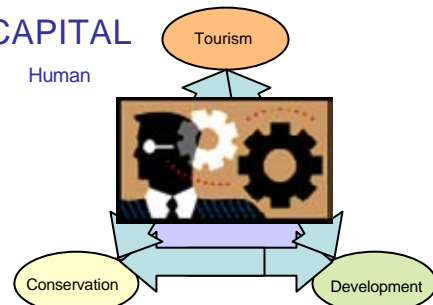 CAPITAL
Human
Tourism
Conservation
Development